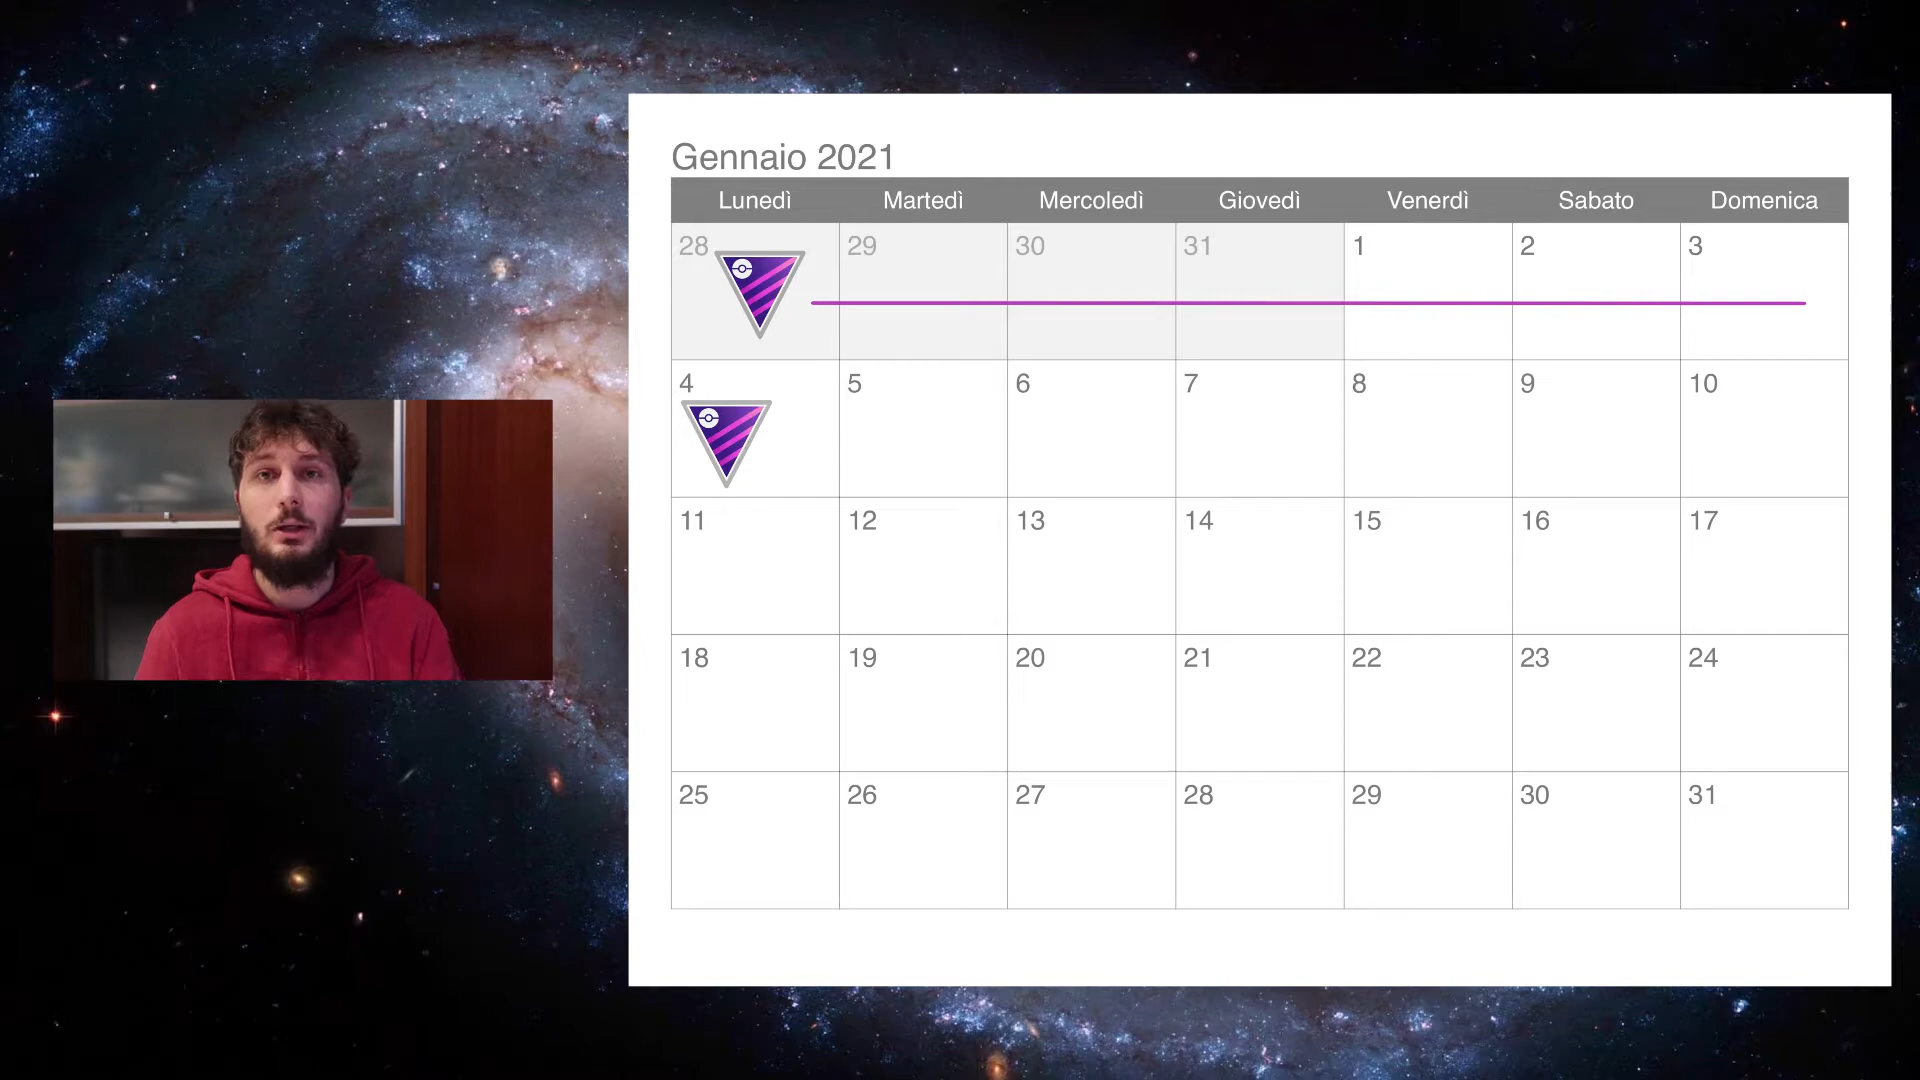 Gennaio 2021
Lunedì Martedì Mercoledì Giovedì Venerdì Sabato Domenica
28 29 30 31 1 2 3
4 5 6 7 8 9 10
11 12 13 14 15 16 17
18 19 20 21 22 23 24
25 26 27 28 29 30 31